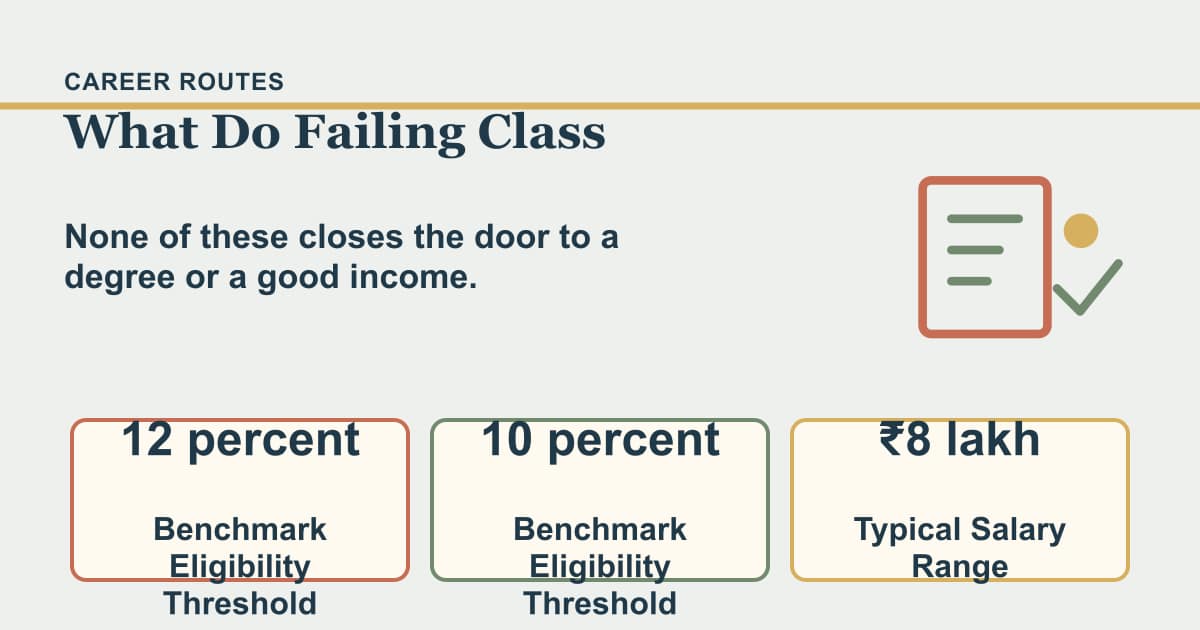 CAREER ROUTES
What Do Failing Class
None of these closes the door to a
degree or a good income.
12 percent
Benchmark
Eligibility
Threshold
10 percent
Benchmark
Eligibility
Threshold
₹8 lakh
Typical Salary
Range